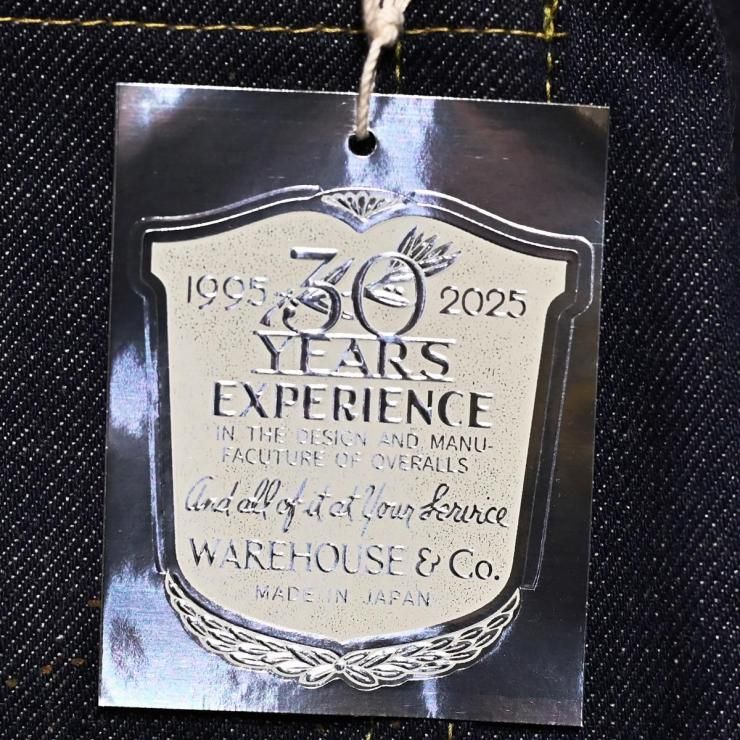 1995 30 2025
YEARS
EXPERIENCE
IN THE DESIGN AND MANU-
FACUTURE OF OVERALLS
And all of it at Your Service
WAREHOUSE & Co.
MADE IN JAPAN